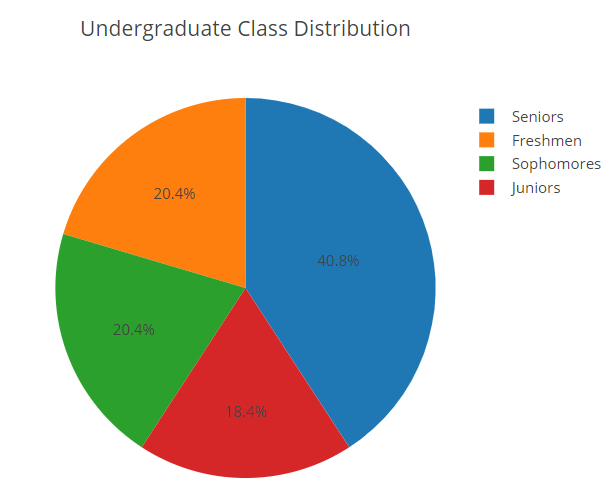 Undergraduate Class Distribution
Seniors
Freshmen
Sophomores
Juniors
20.4%
40.8%
20.4%
18.4%